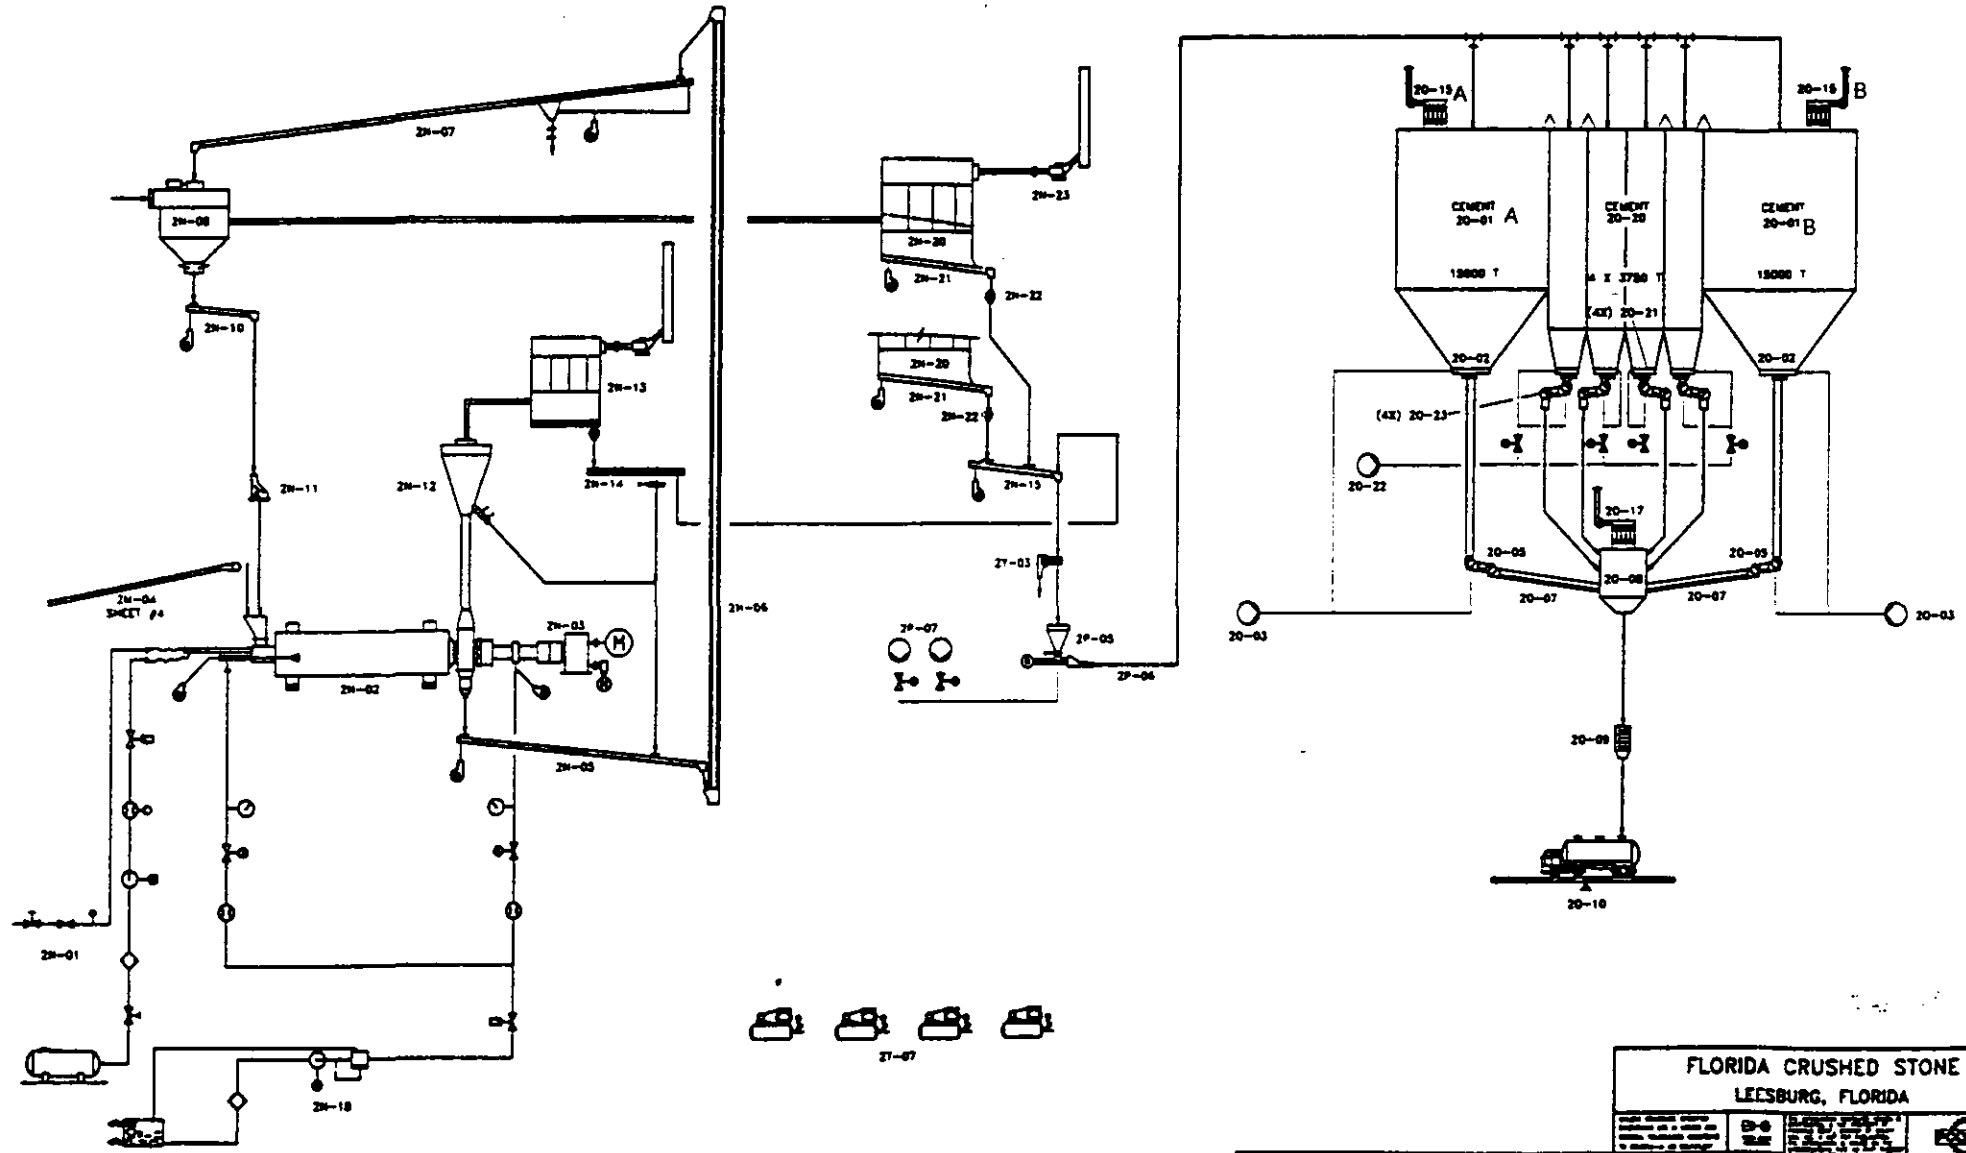 2N-07
2N-08
2N-10
2N-11
2N-12
2N-13
2N-14
2N-04
SHEET #4
2N-02
2N-03
M
2N-05
2N-06
2N-01
2N-18
2N-23
2N-20
2N-21
2N-22
2N-20
2N-21
2N-22
2N-15
2T-03
2P-07
2P-05
2P-06
2T-07
20-15 A
20-15 B
CEMENT
20-01 A
15000 T
CEMENT
20-20
4 X 3750 T
(4X) 20-21
CEMENT
20-01 B
15000 T
20-02
20-02
(4X) 20-23
20-22
20-17
20-05
20-05
20-08
20-07
20-07
20-03
20-03
20-09
20-10
FLORIDA CRUSHED STONE
LEESBURG, FLORIDA